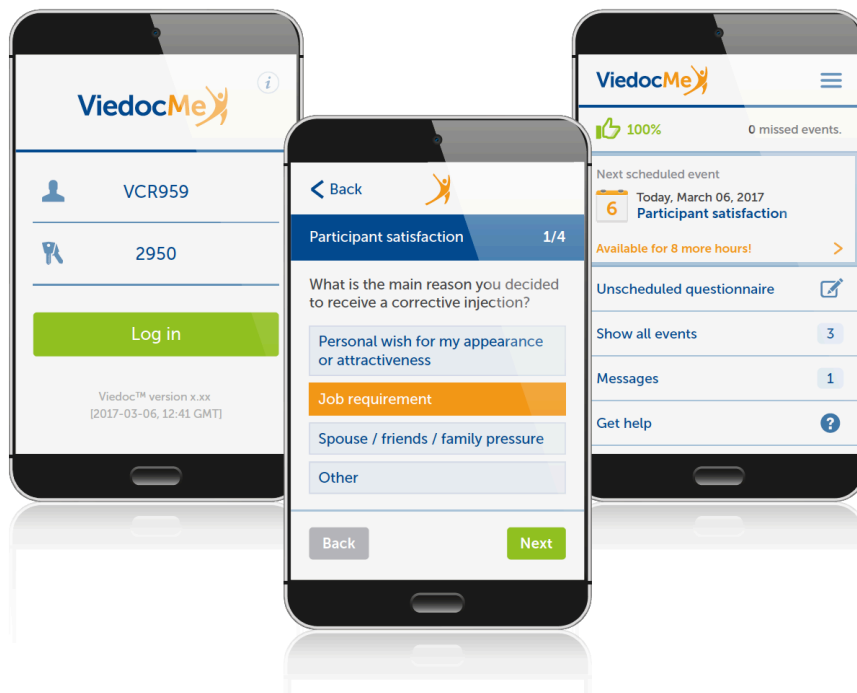 ViedocMe
VCR959
2950
Log in
Viedoc™ version x.xx
[2017-03-06, 12:41 GMT]
Back
Participant satisfaction 1/4
What is the main reason you decided
to receive a corrective injection?
Personal wish for my appearance
or attractiveness
Job requirement
Spouse / friends / family pressure
Other
Back
Next
ViedocMe
100%
0 missed events.
Next scheduled event
6
Today, March 06, 2017
Participant satisfaction
Available for 8 more hours!
Unscheduled questionnaire
Show all events 3
Messages 1
Get help ?